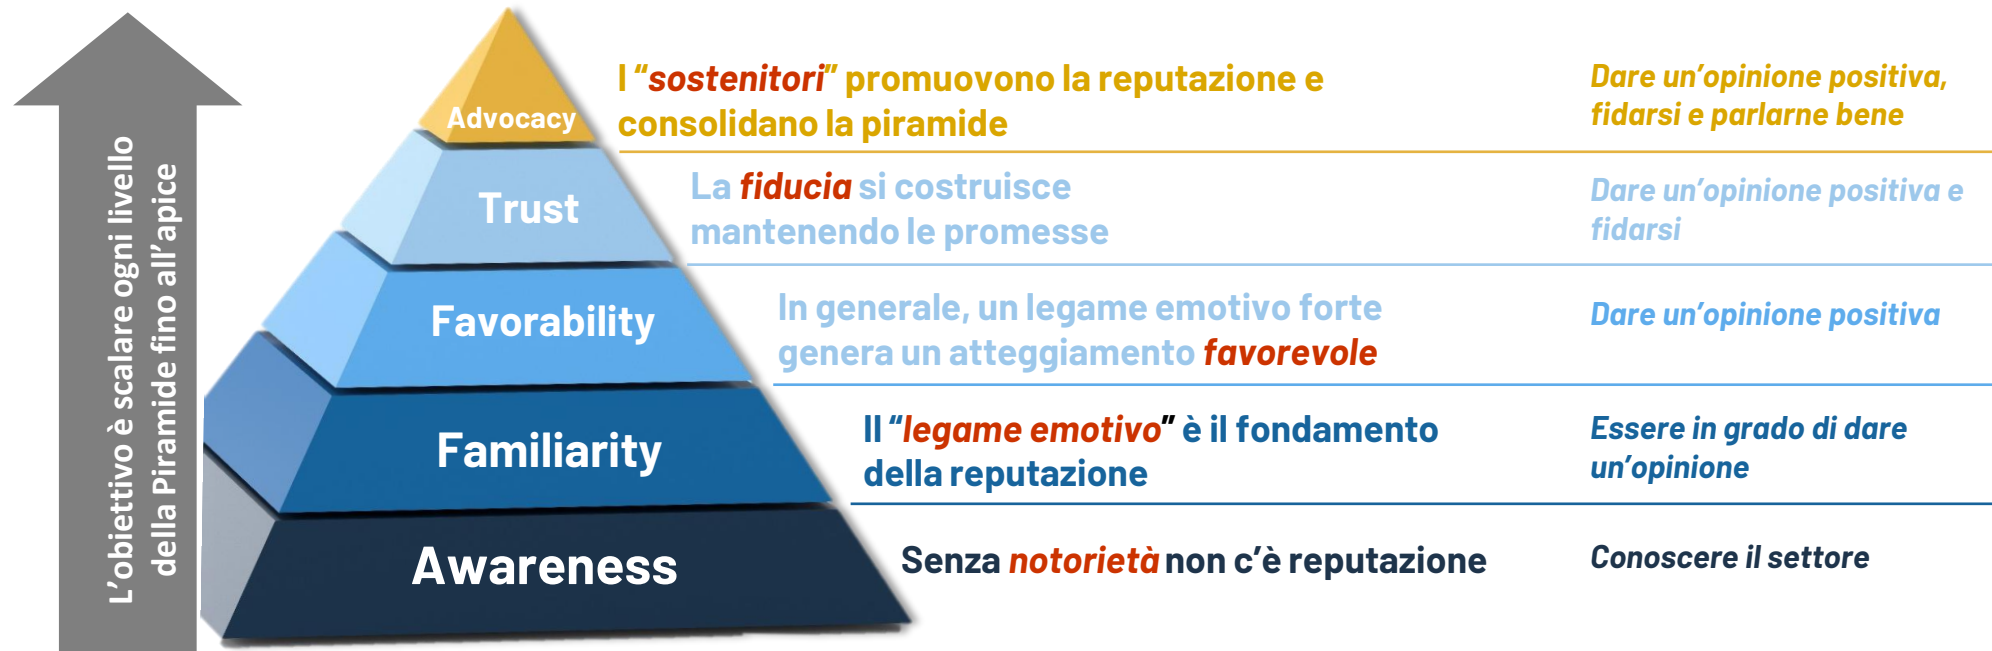 L'obiettivo è scalare ogni livello
della Piramide fino all'apice
Advocacy
I “sostenitori” promuovono la reputazione e
consolidano la piramide
Dare un'opinione positiva,
fidarsi e parlarne bene
Trust
La fiducia si costruisce
mantenendo le promesse
Dare un'opinione positiva e
fidarsi
Favorability
In generale, un legame emotivo forte
genera un atteggiamento favorevole
Dare un'opinione positiva
Familiarity
Il “legame emotivo” è il fondamento
della reputazione
Essere in grado di dare
un'opinione
Awareness
Senza notorietà non c'è reputazione
Conoscere il settore